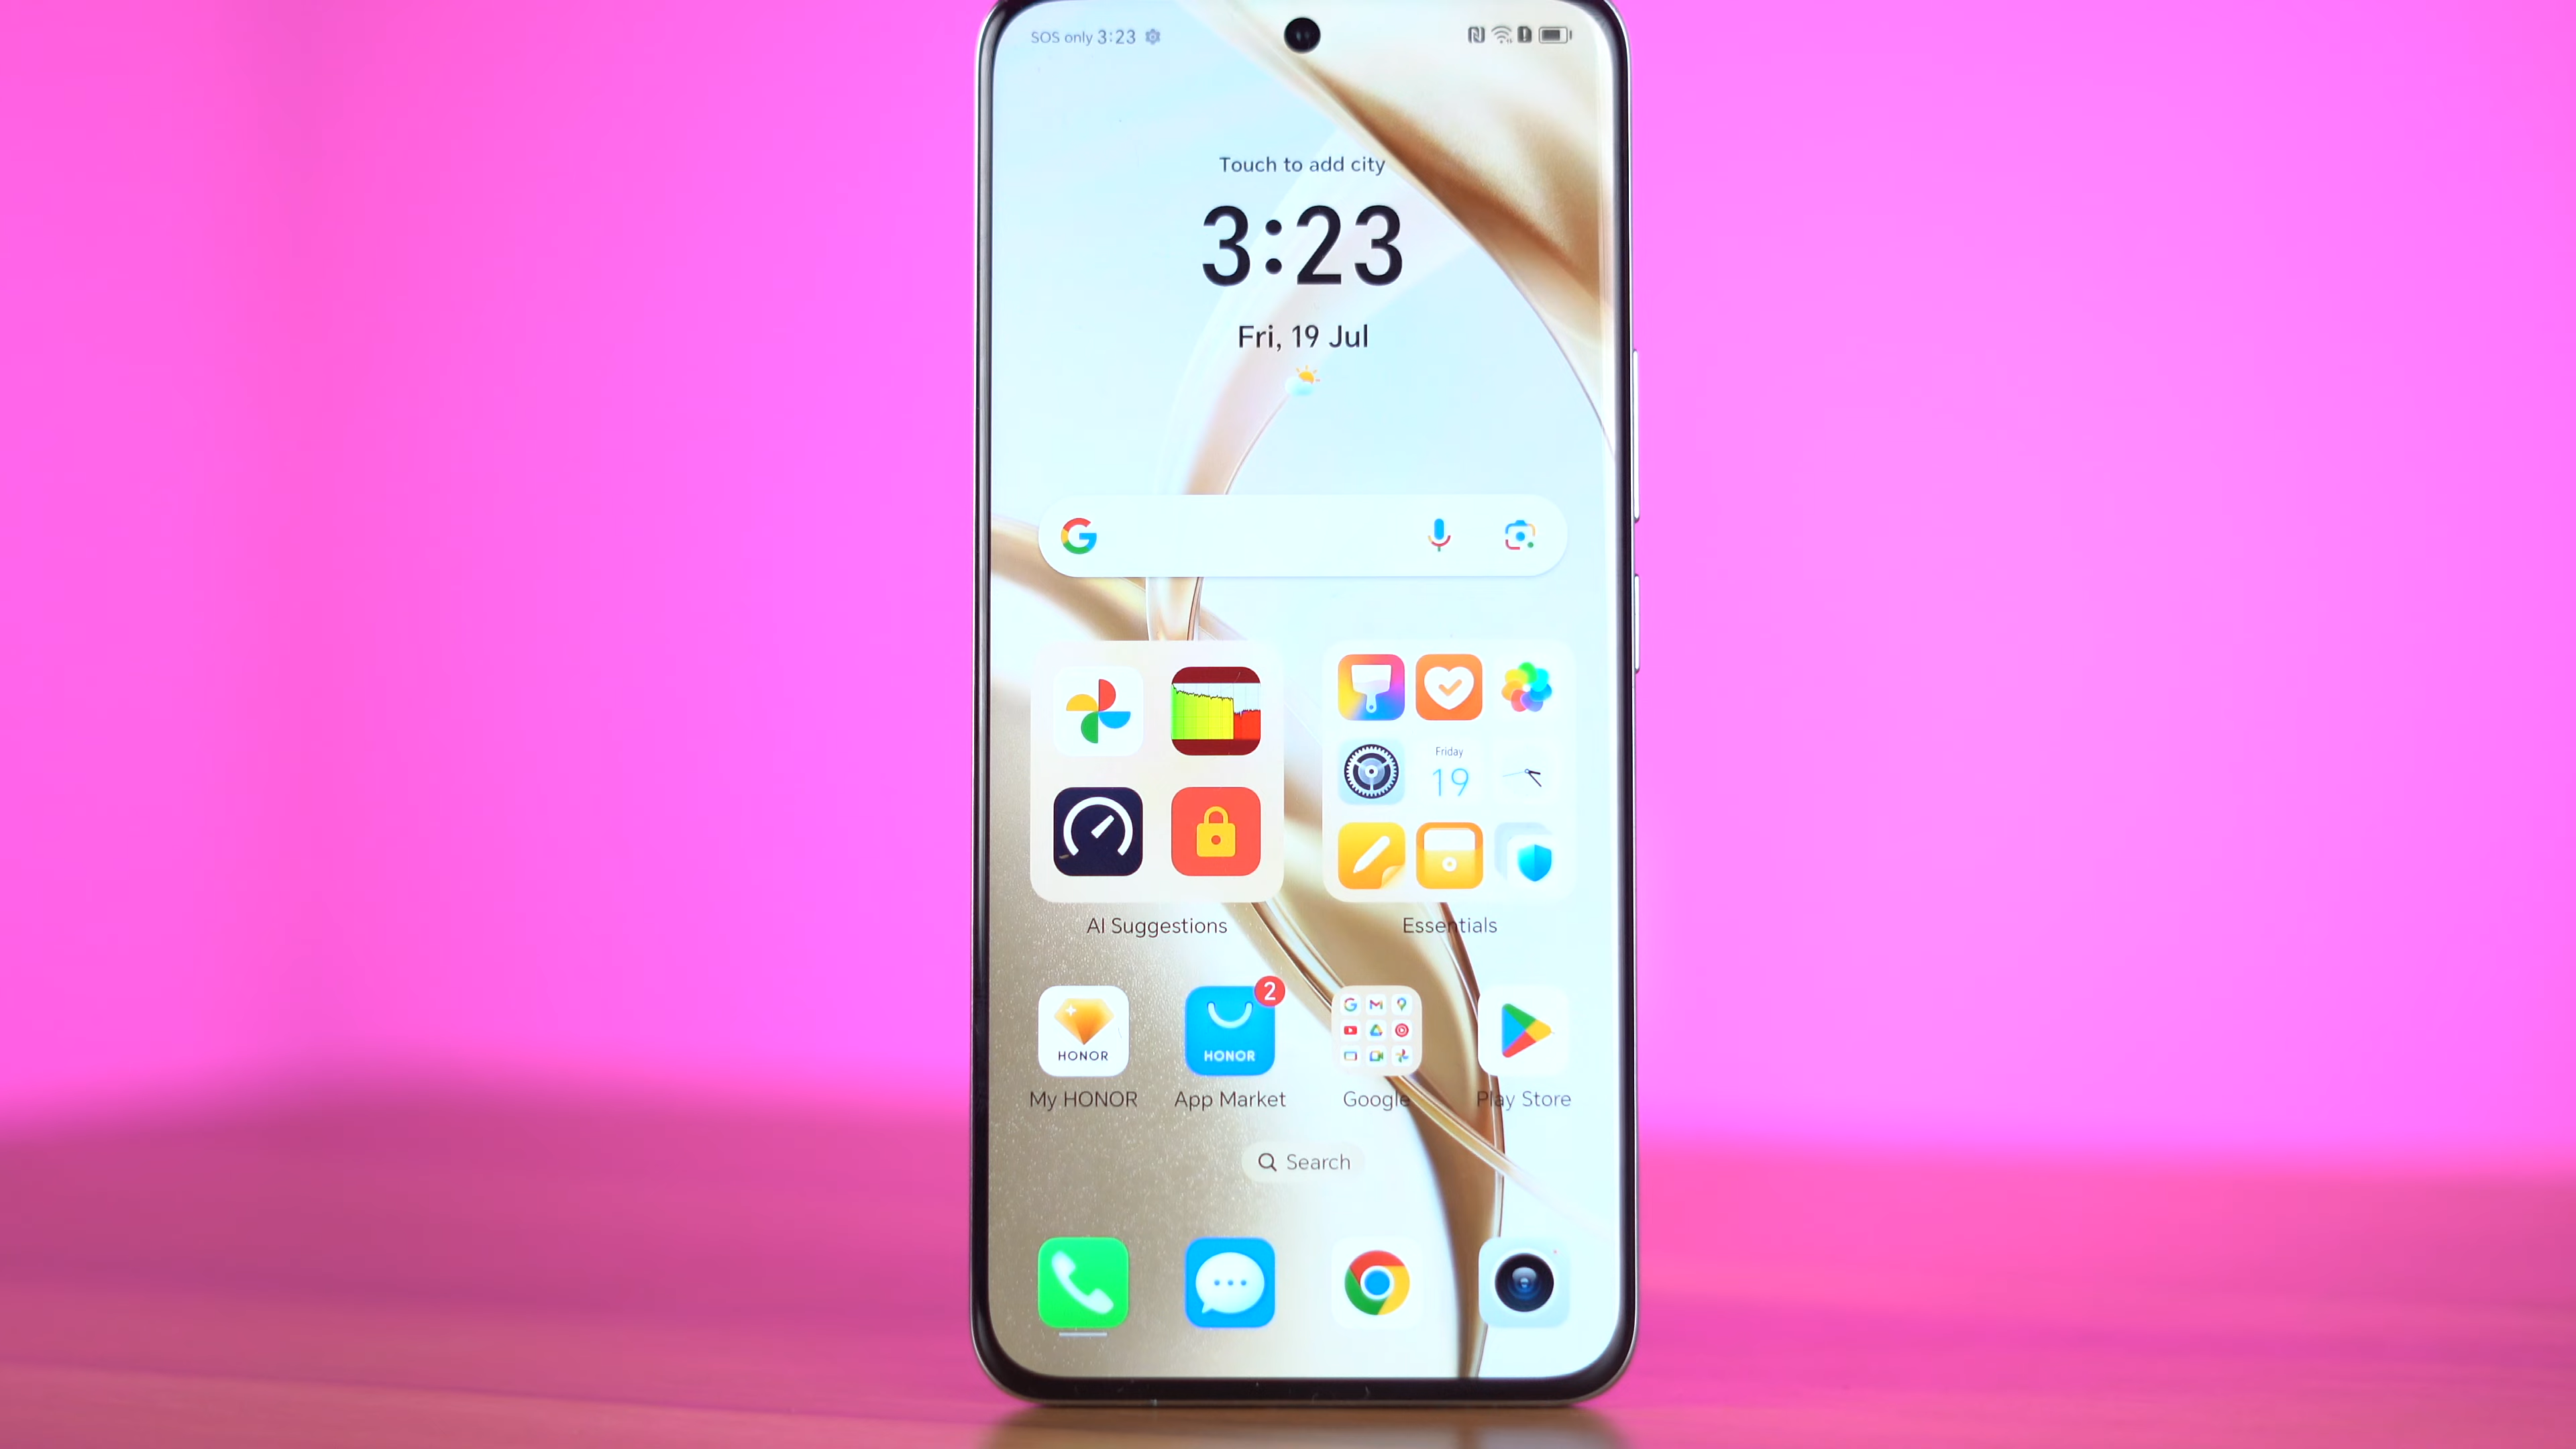 SOS only 3:23
Touch to add city
3:23
Fri, 19 Jul
Friday
19
AI Suggestions
Essentials
2
HONOR
HONOR
My HONOR
App Market
Google
Play Store
Search